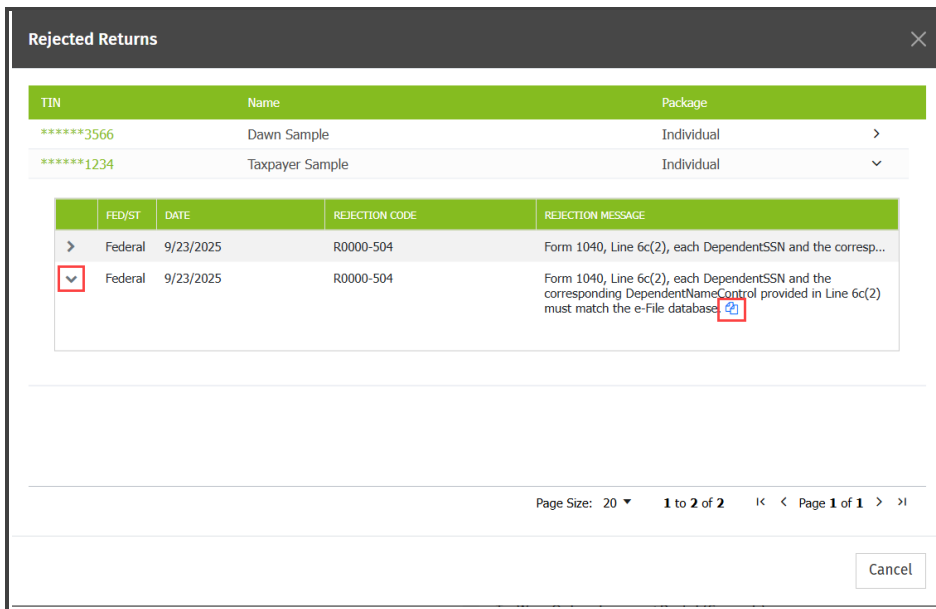 Rejected Returns
TIN Name Package
******3566 Dawn Sample Individual
******1234 Taxpayer Sample Individual
FED/ST DATE REJECTION CODE REJECTION MESSAGE
Federal 9/23/2025 R0000-504 Form 1040, Line 6c(2), each DependentSSN and the corresp...
Federal 9/23/2025 R0000-504 Form 1040, Line 6c(2), each DependentSSN and the
corresponding DependentNameControl provided in Line 6c(2)
must match the e-File database.
Page Size: 20 1 to 2 of 2 Page 1 of 1
Cancel